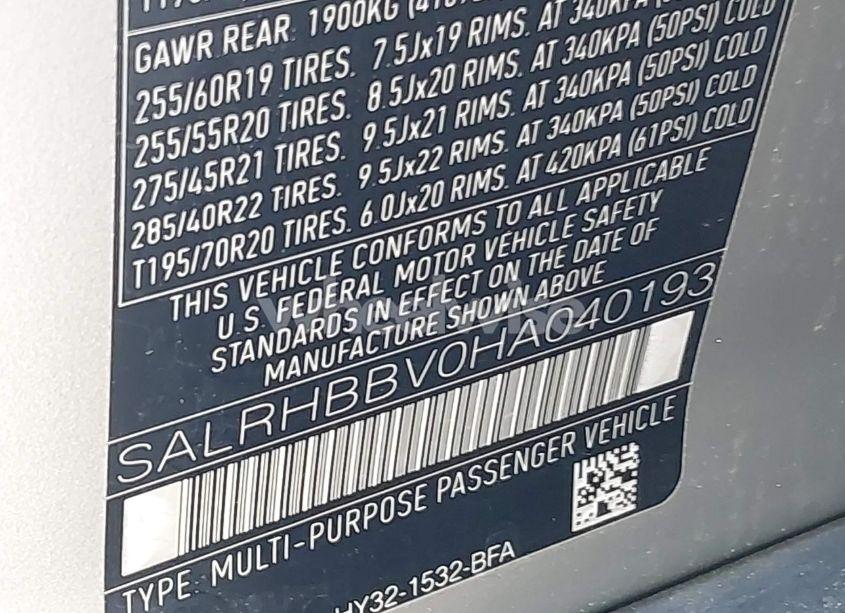 GAWR REAR: 1900KG
255/60R19 TIRES. 7.5Jx19 RIMS. AT 340KPA (50PSI) COLD
255/55R20 TIRES. 8.5Jx20 RIMS. AT 340KPA (50PSI) COLD
275/45R21 TIRES. 9.5Jx21 RIMS. AT 340KPA (50PSI) COLD
285/40R22 TIRES. 9.5Jx22 RIMS. AT 340KPA (50PSI) COLD
T195/70R20 TIRES. 6.0Jx20 RIMS. AT 420KPA (61PSI) COLD
THIS VEHICLE CONFORMS TO ALL APPLICABLE
U.S. FEDERAL MOTOR VEHICLE SAFETY
STANDARDS IN EFFECT ON THE DATE OF
MANUFACTURE SHOWN ABOVE
SALRHBBV0HA040193
TYPE: MULTI-PURPOSE PASSENGER VEHICLE
HY32-1532-BFA